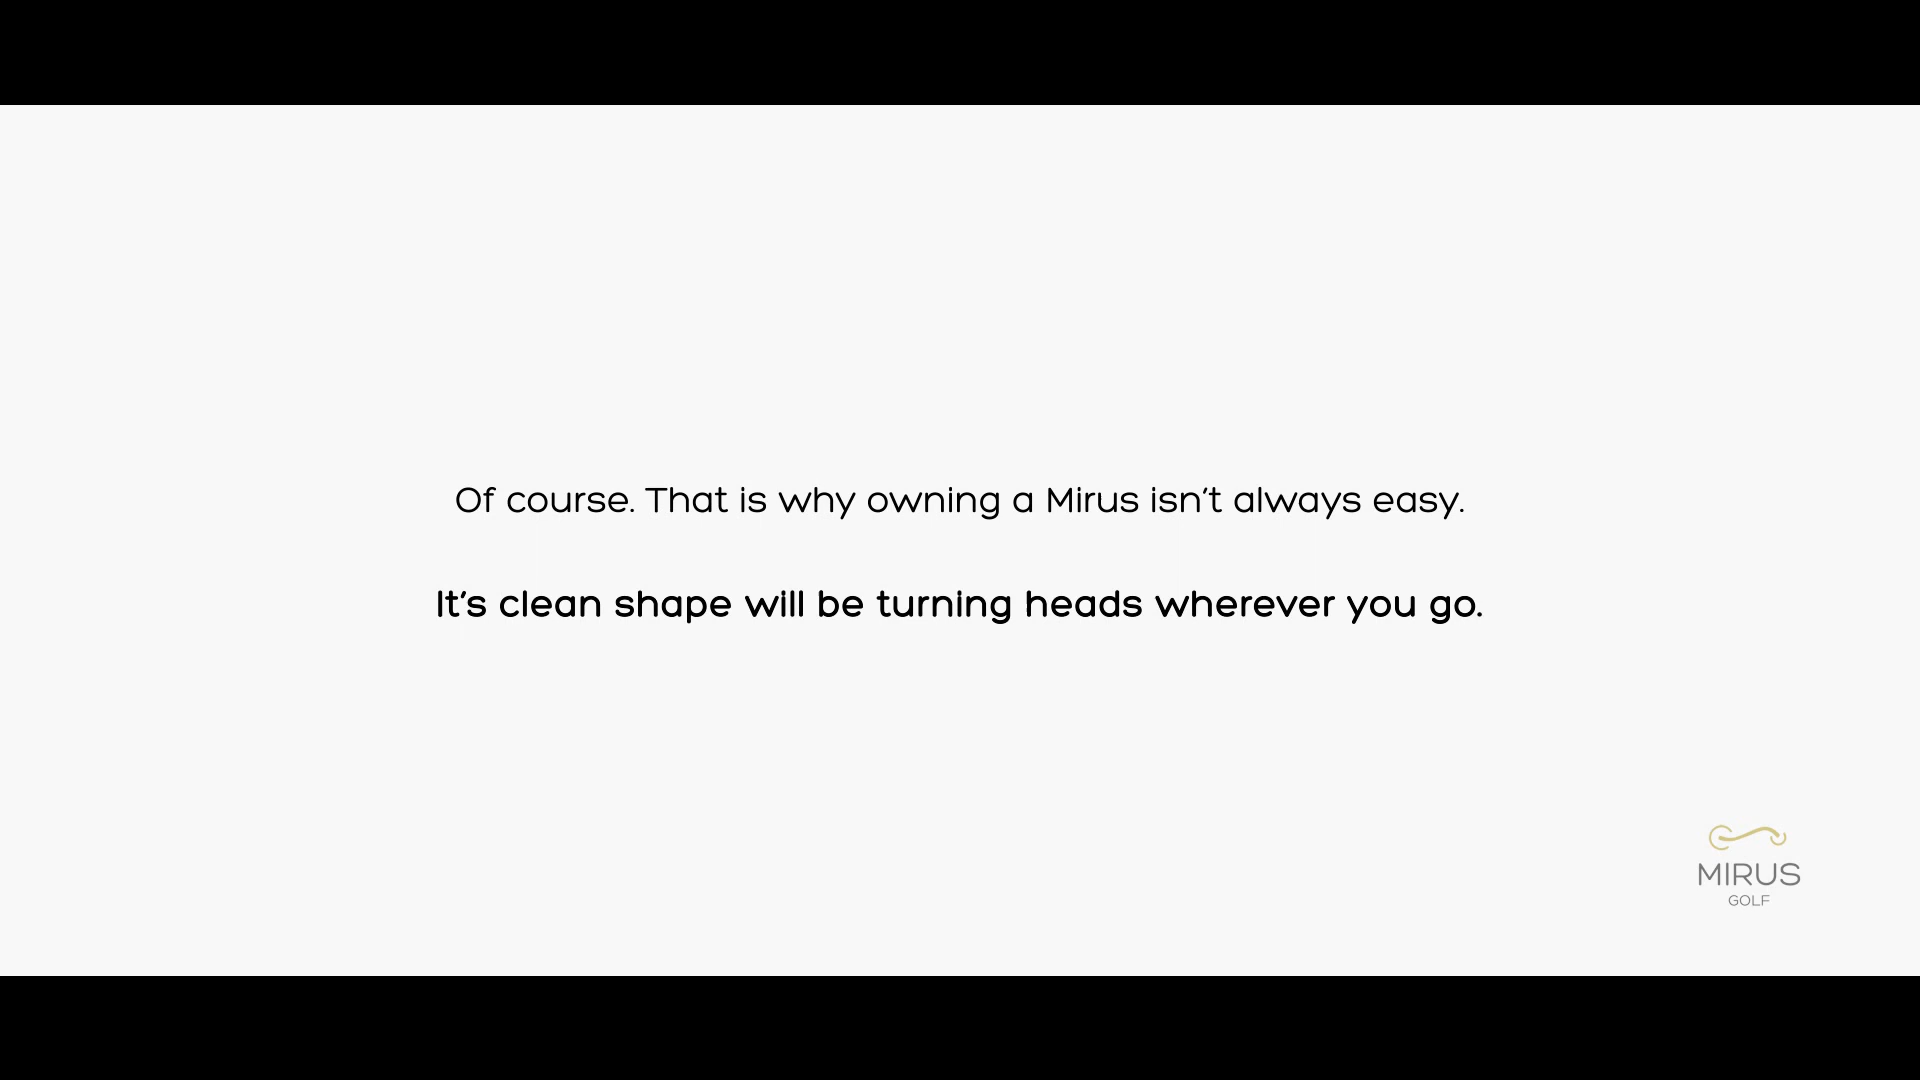 Of course. That is why owning a Mirus isn’t always easy.
It’s clean shape will be turning heads wherever you go.
MIRUS
GOLF